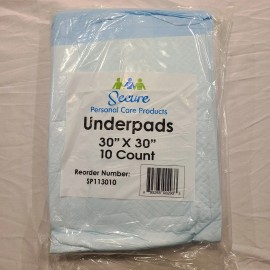 Secure
Personal Care Products
Underpads
30" X 30"
10 Count
Reorder Number:
SP113010